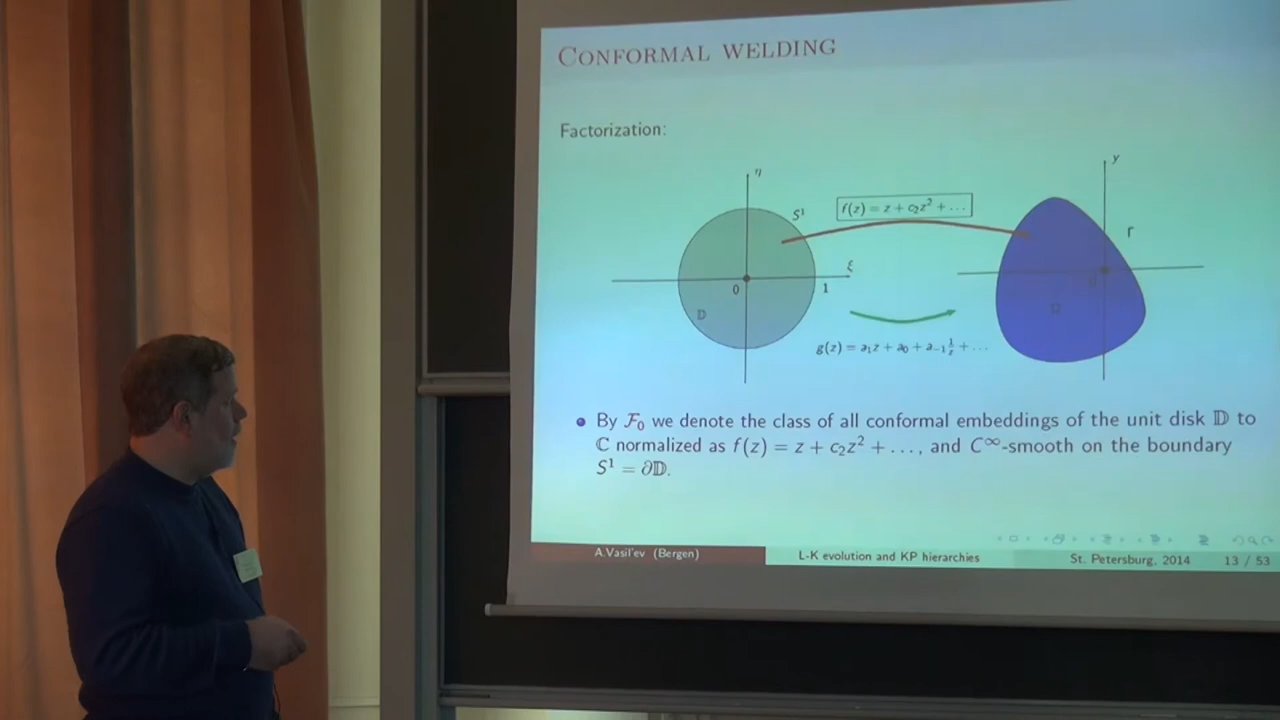 CONFORMAL WELDING
Factorization:
η
y
S¹
f(z) = z + c₂z² + ...
Γ
ξ
0
1
𝔻
g(z) = a₁z + a₀ + a₋₁ 1/z + ...
• By ℱ₀ we denote the class of all conformal embeddings of the unit disk 𝔻 to
ℂ normalized as f(z) = z + c₂z² + ..., and C^∞-smooth on the boundary
S¹ = ∂𝔻.
A.Vasil'ev (Bergen)
L-K evolution and KP hierarchies
St. Petersburg, 2014
13 / 53